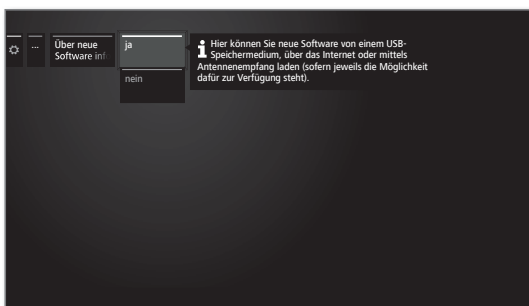 ...
Über neue
Software inf
ja
nein
Hier können Sie neue Software von einem USB-
Speichermedium, über das Internet oder mittels
Antennenempfang laden (sofern jeweils die Möglichkeit
dafür zur Verfügung steht).